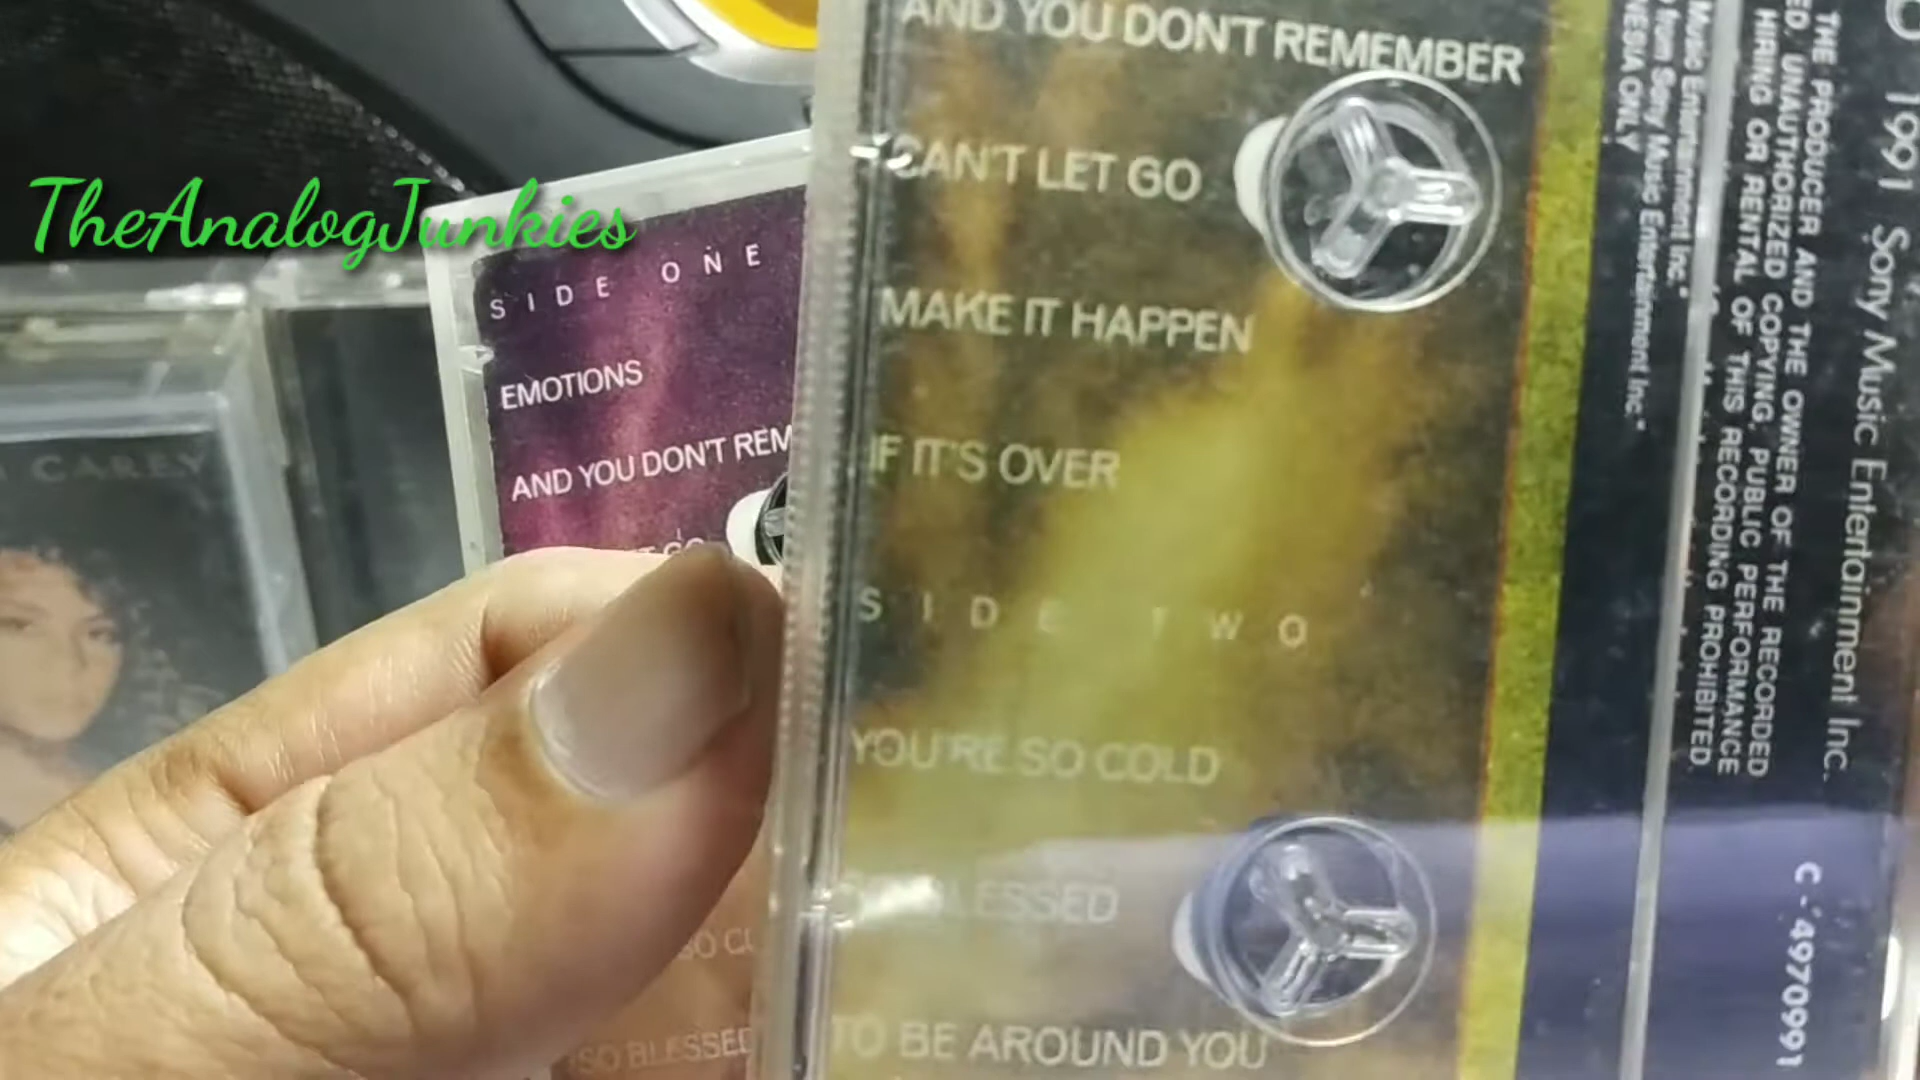 TheAnalogJunkies
CAREY
SIDE ONE
EMOTIONS
AND YOU DON'T REM
SO BLESSED
AND YOU DON'T REMEMBER
CAN'T LET GO
MAKE IT HAPPEN
IF IT'S OVER
SIDE TWO
YOU'RE SO COLD
BLESSED
TO BE AROUND YOU
NESIA ONLY
from Sony Music Entertainment Inc."
Music Entertainment Inc."
THE PRODUCER AND THE OWNER OF THE RECORDED
ED, UNAUTHORIZED COPYING, PUBLIC PERFORMANCE
HIRING OR RENTAL OF THIS RECORDING PROHIBITED.
1991 Sony Music Entertainment Inc.
C - 4970991